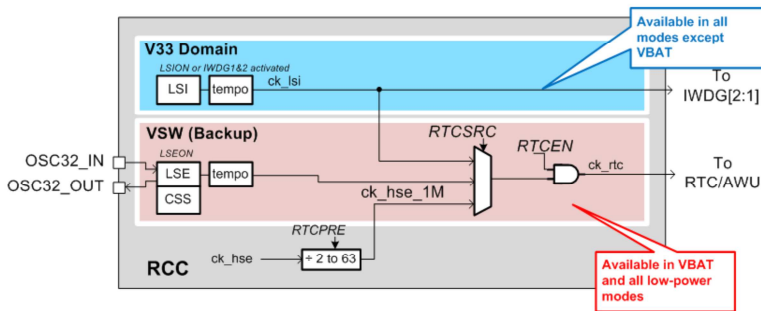 Available in all
modes except
VBAT
V33 Domain
LSION or IWDG1&2 activated
LSI
tempo
ck_lsi
To
IWDG[2:1]
VSW (Backup)
RTCSRC
LSEON
RTCEN
OSC32_IN
OSC32_OUT
LSE
CSS
tempo
ck_hse_1M
ck_rtc
To
RTC/AWU
RTCPRE
ck_hse
÷ 2 to 63
RCC
Available in VBAT
and all low-power
modes